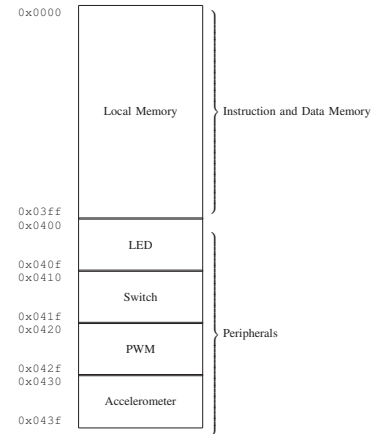 0x0000
Local Memory
Instruction and Data Memory
0x03ff
0x0400
LED
0x040f
0x0410
Switch
0x041f
0x0420
Peripherals
PWM
0x042f
0x0430
Accelerometer
0x043f